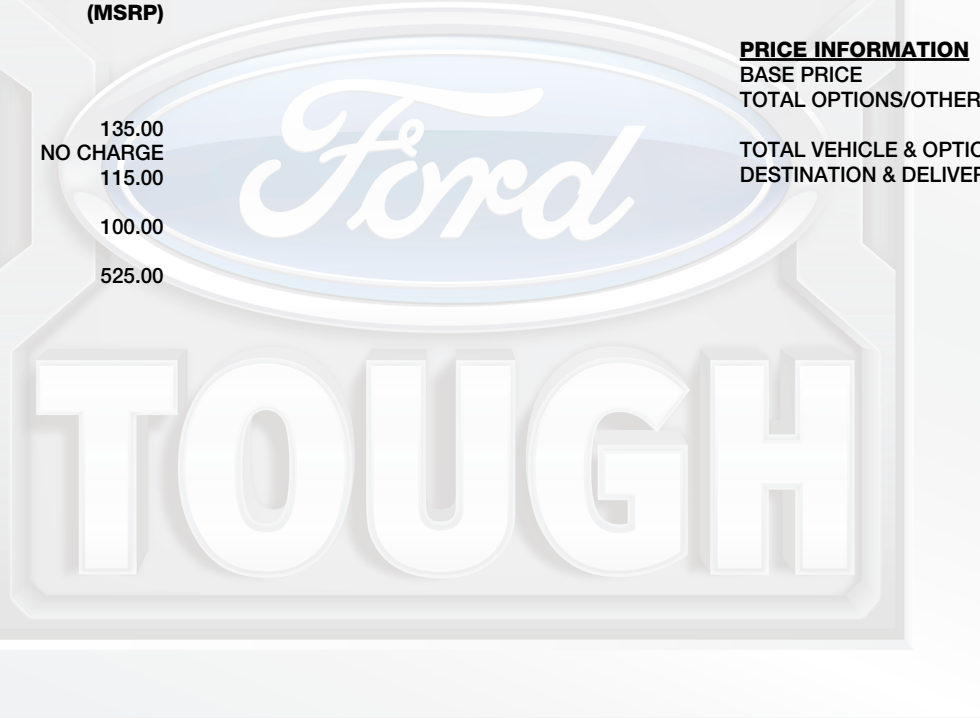 (MSRP)
135.00
NO CHARGE
115.00
100.00
525.00
PRICE INFORMATION
BASE PRICE
TOTAL OPTIONS/OTHER
TOTAL VEHICLE & OPTIO
DESTINATION & DELIVER
Ford
TOUGH